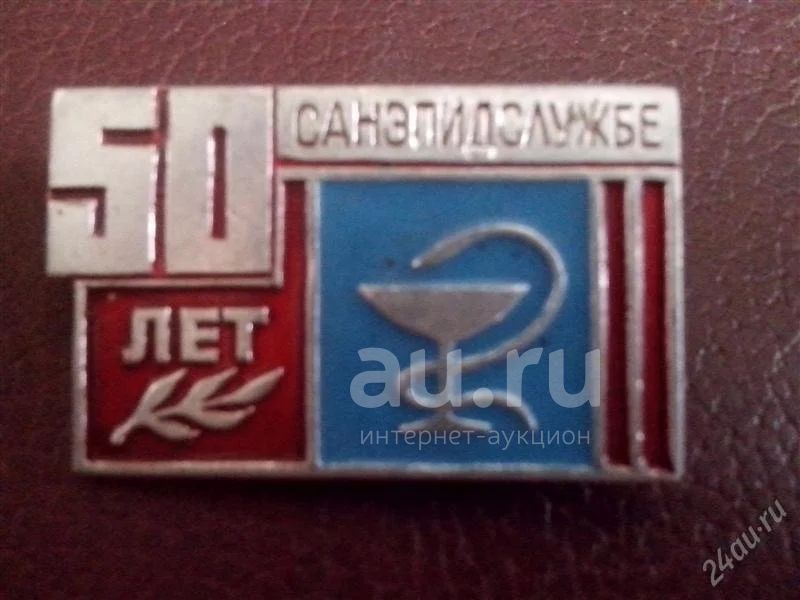 50
САНЭПИДСЛУЖБЕ
ЛЕТ
au.ru
интернет-аукцион
24au.ru